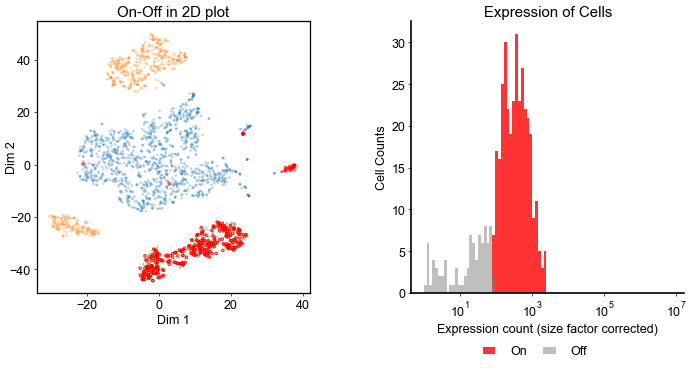 On-Off in 2D plot
Dim 2
40
20
0
−20
−40
−20 0 20 40
Dim 1
Expression of Cells
Cell Counts
30
25
20
15
10
5
0
10^1 10^3 10^5 10^7
Expression count (size factor corrected)
On Off